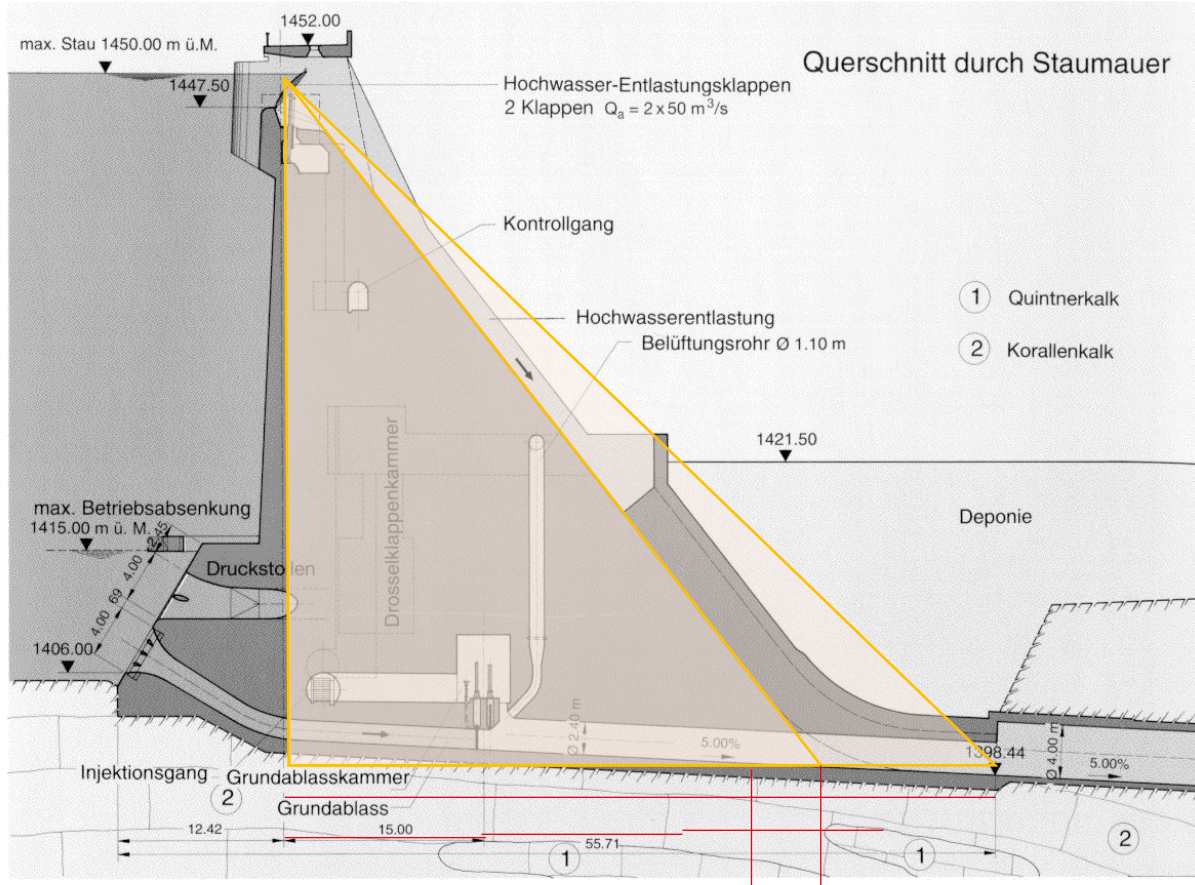 1452.00
max. Stau 1450.00 m ü.M.
Querschnitt durch Staumauer
1447.50
Hochwasser-Entlastungsklappen
2 Klappen Qa = 2 x 50 m³/s
Kontrollgang
1 Quintnerkalk
Hochwasserentlastung
Belüftungsrohr Ø 1.10 m
2 Korallenkalk
1421.50
Drosselklappenkammer
max. Betriebsabsenkung
1415.00 m ü. M.
Deponie
2.45
4.00
Druckstollen
69
4.00
1406.00
Ø 2.40 m
5.00%
1398.44
Ø 4.00 m
5.00%
Injektionsgang
Grundablasskammer
2
Grundablass
12.42
15.00
55.71
1
1
2